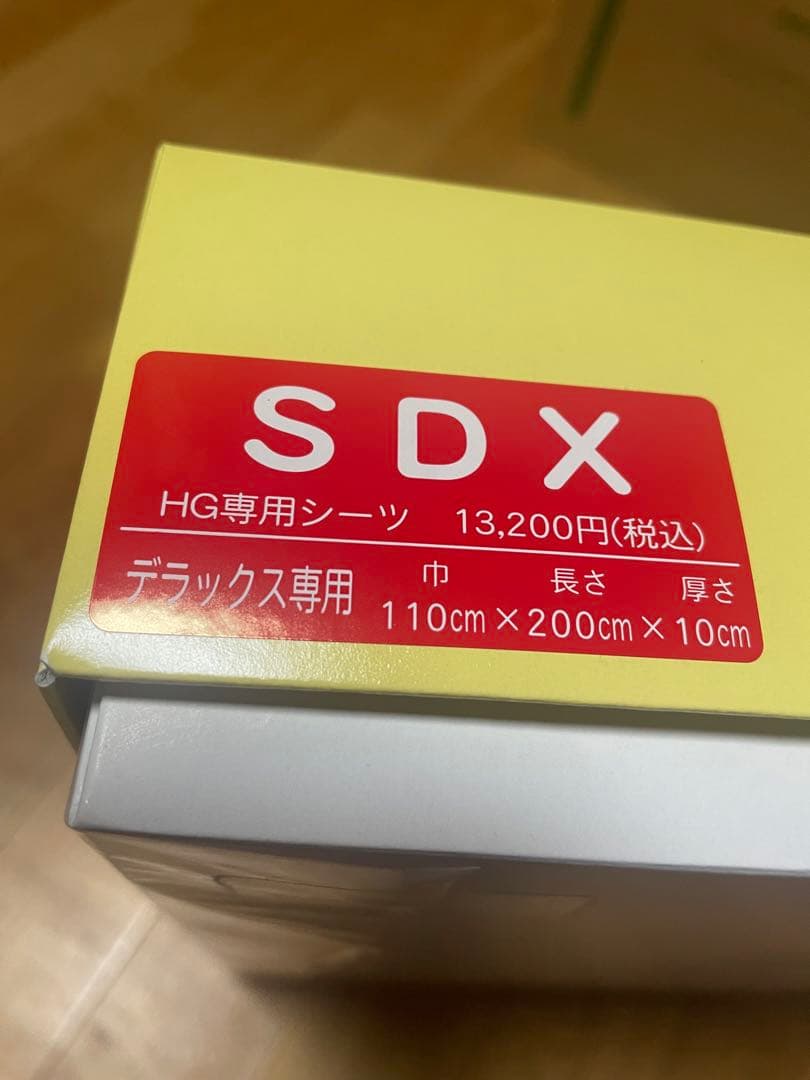 SDX
HG専用シーツ 13,200円(税込)
デラックス専用 巾 長さ 厚さ
110cm×200cm×10cm